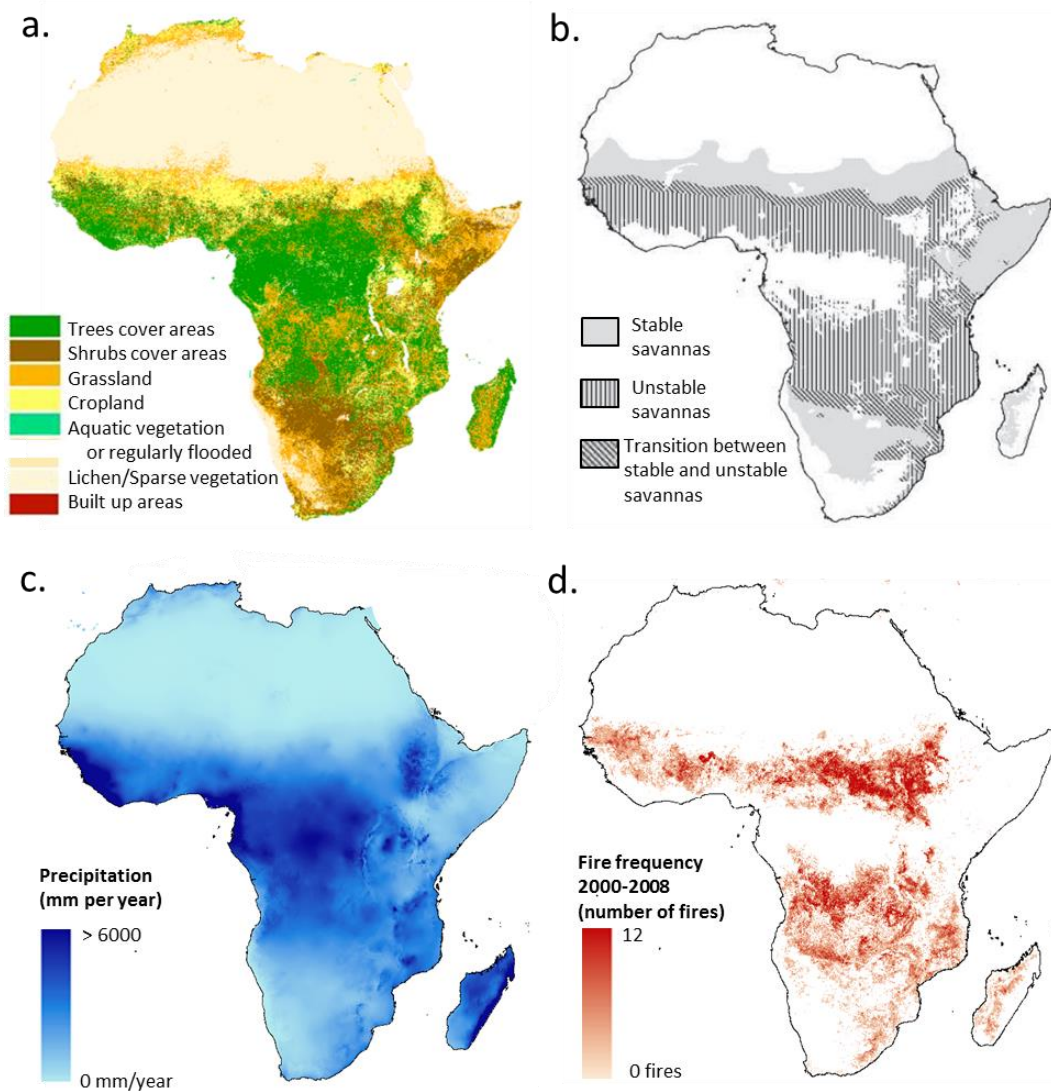 a.
Trees cover areas
Shrubs cover areas
Grassland
Cropland
Aquatic vegetation
or regularly flooded
Lichen/Sparse vegetation
Built up areas
b.
Stable
savannas
Unstable
savannas
Transition between
stable and unstable
savannas
c.
Precipitation
(mm per year)
> 6000
0 mm/year
d.
Fire frequency
2000-2008
(number of fires)
12
0 fires